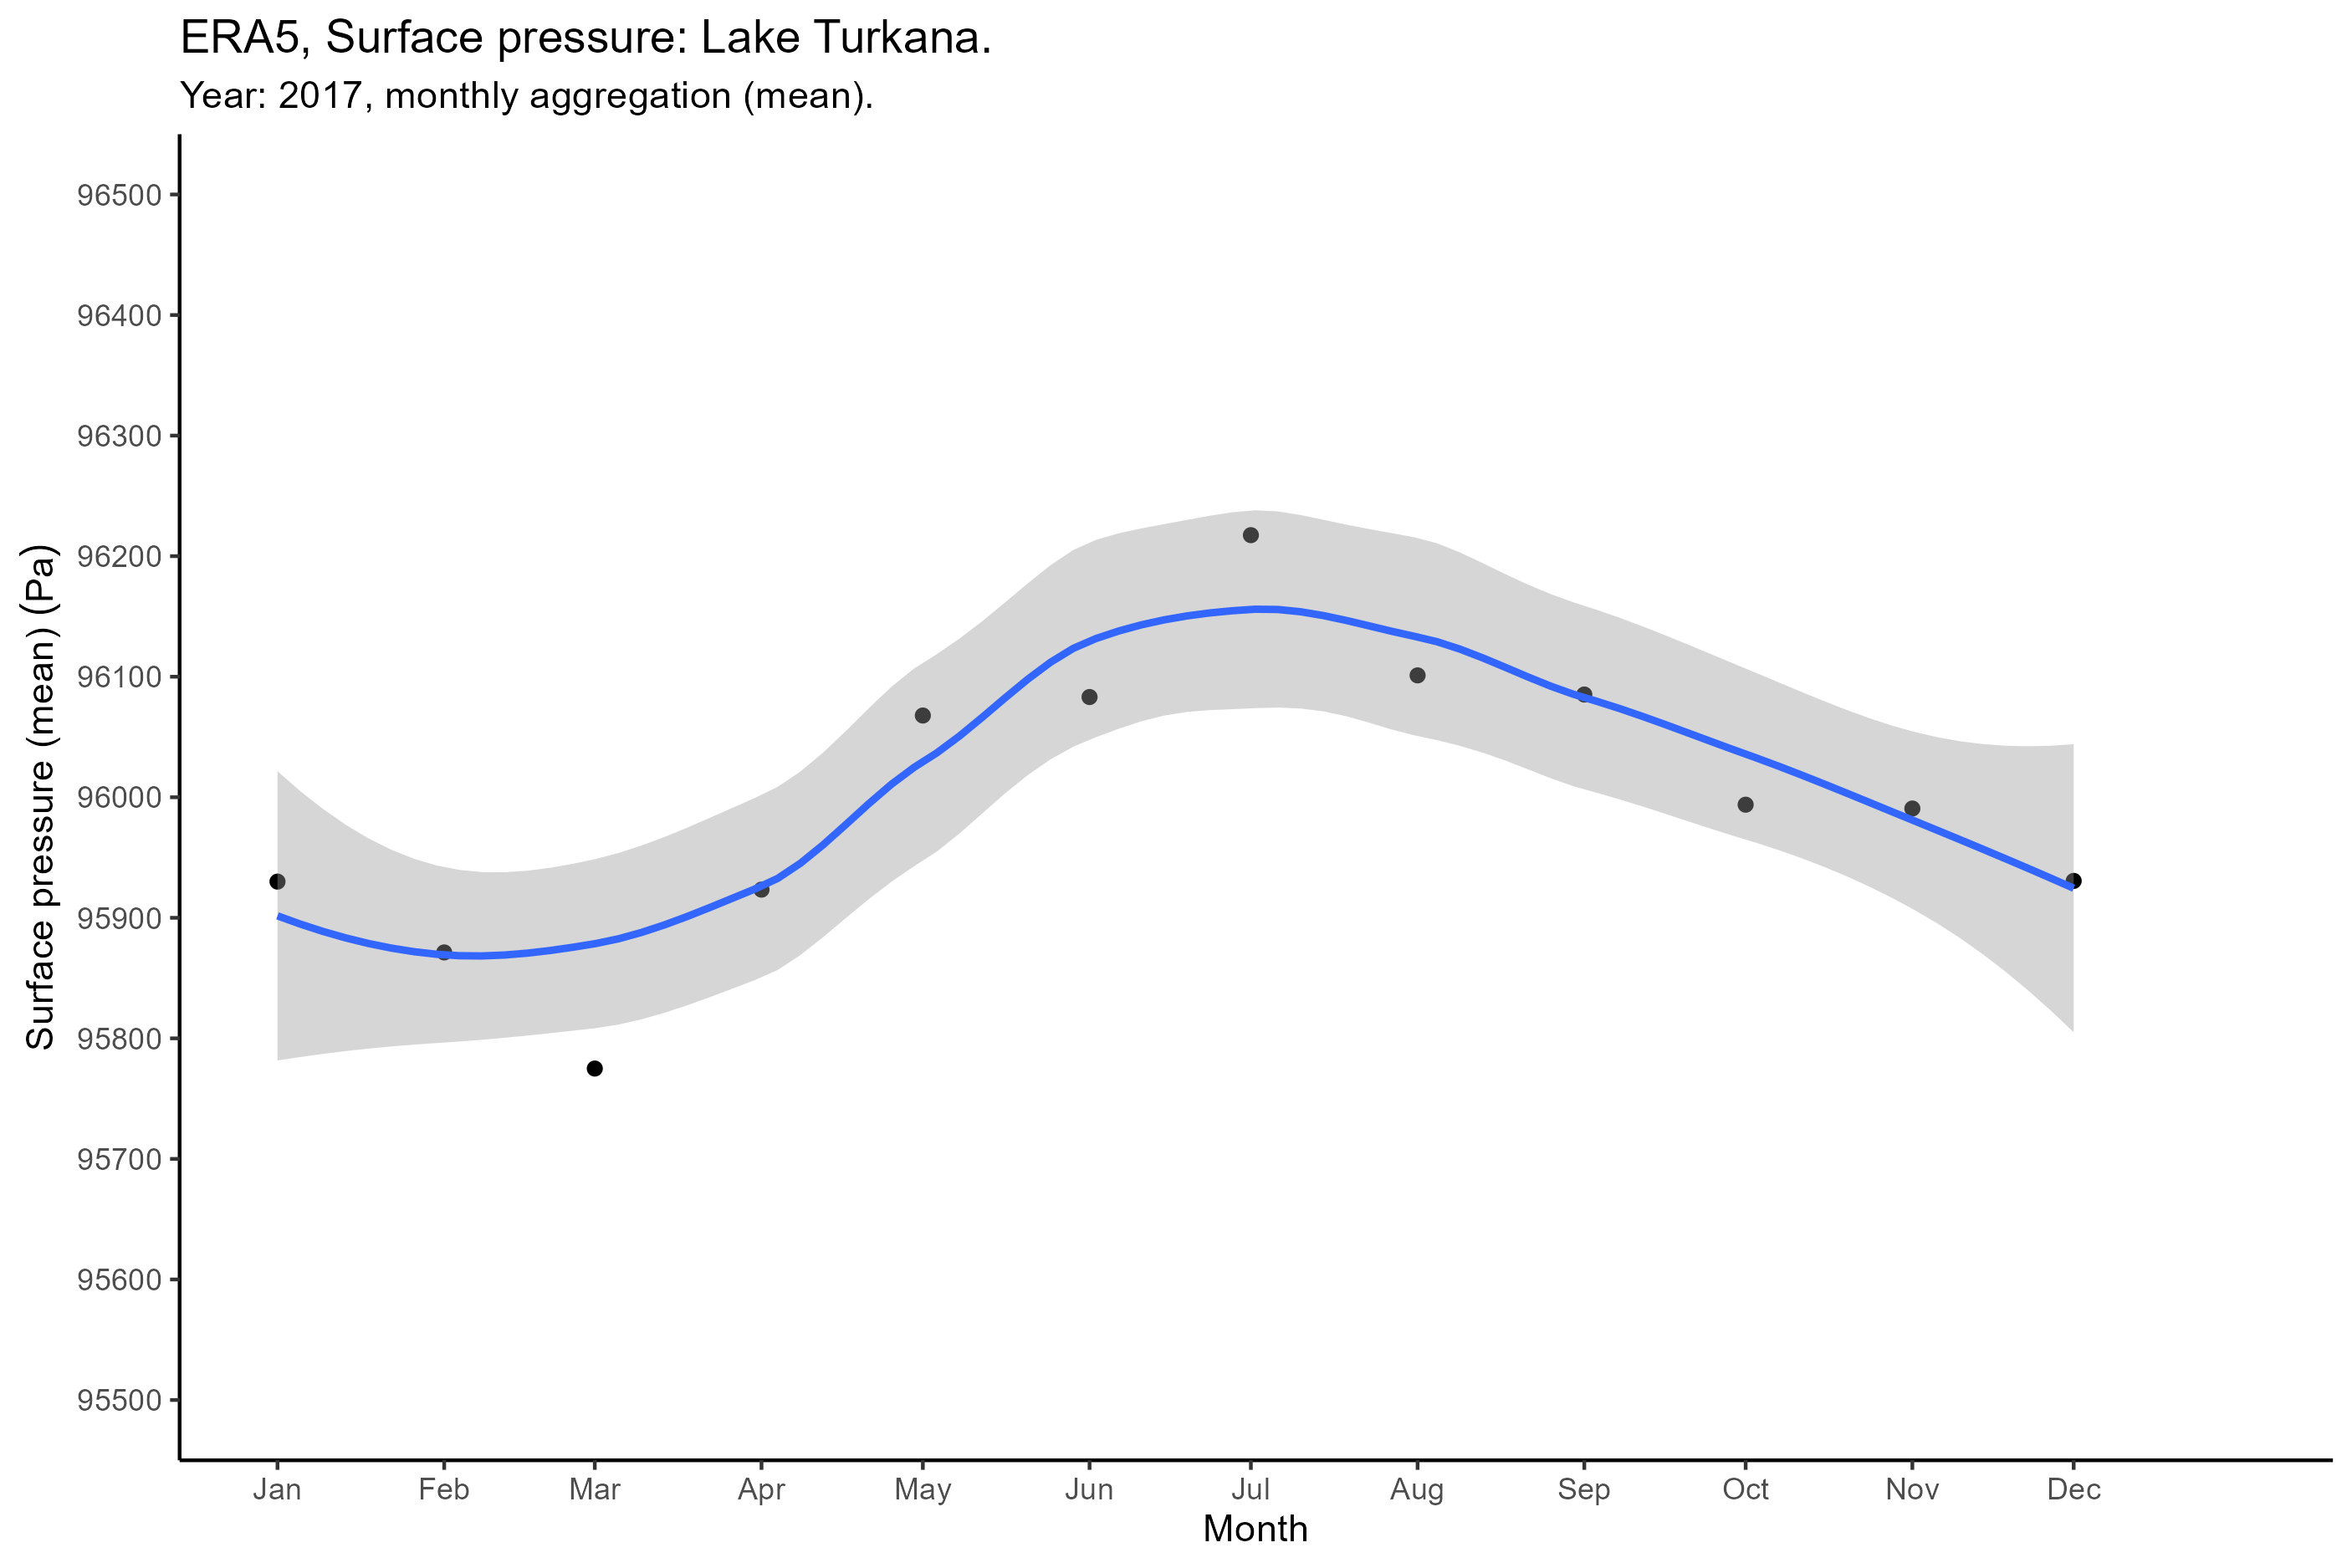 ERA5, Surface pressure: Lake Turkana.
Year: 2017, monthly aggregation (mean).
Surface pressure (mean) (Pa)
96500
96400
96300
96200
96100
96000
95900
95800
95700
95600
95500
Jan Feb Mar Apr May Jun Jul Aug Sep Oct Nov Dec
Month